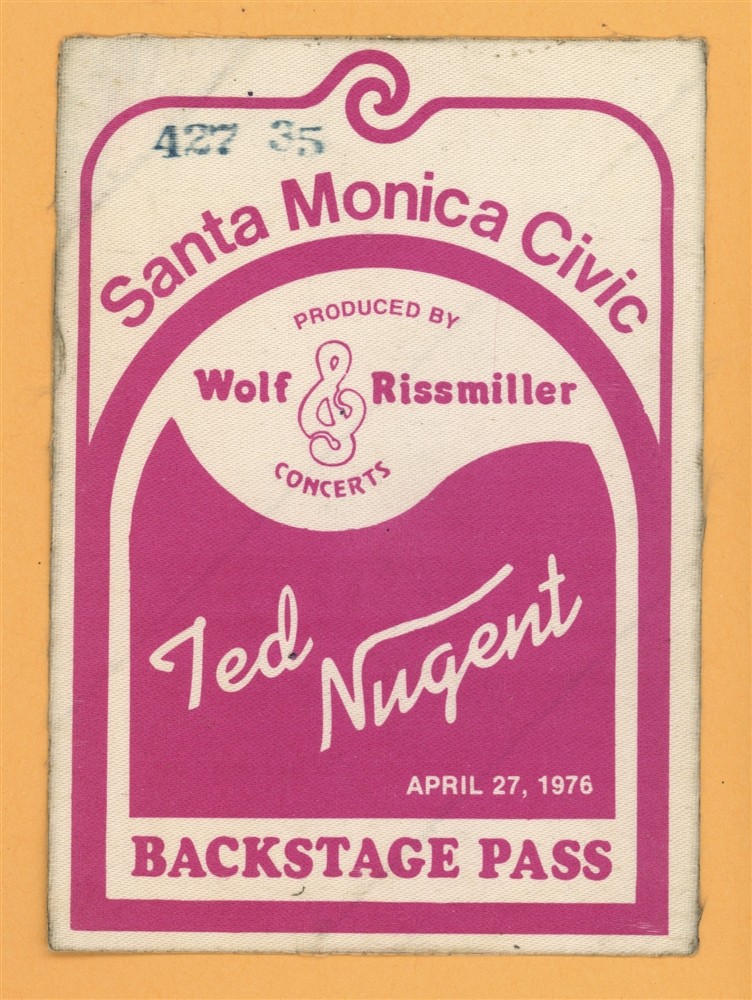 427 35
Santa Monica Civic
PRODUCED BY
Wolf & Rissmiller
CONCERTS
Ted Nugent
APRIL 27, 1976
BACKSTAGE PASS